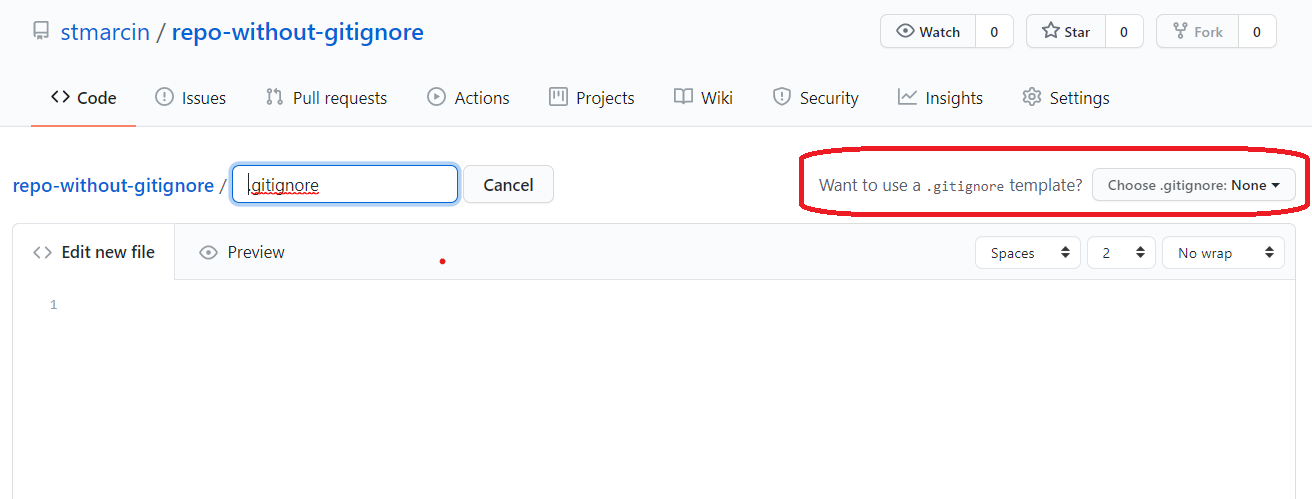 stmarcin / repo-without-gitignore
Watch 0 Star 0 Fork 0
Code Issues Pull requests Actions Projects Wiki Security Insights Settings
repo-without-gitignore / .gitignore Cancel Want to use a .gitignore template? Choose .gitignore: None
Edit new file Preview Spaces 2 No wrap
1